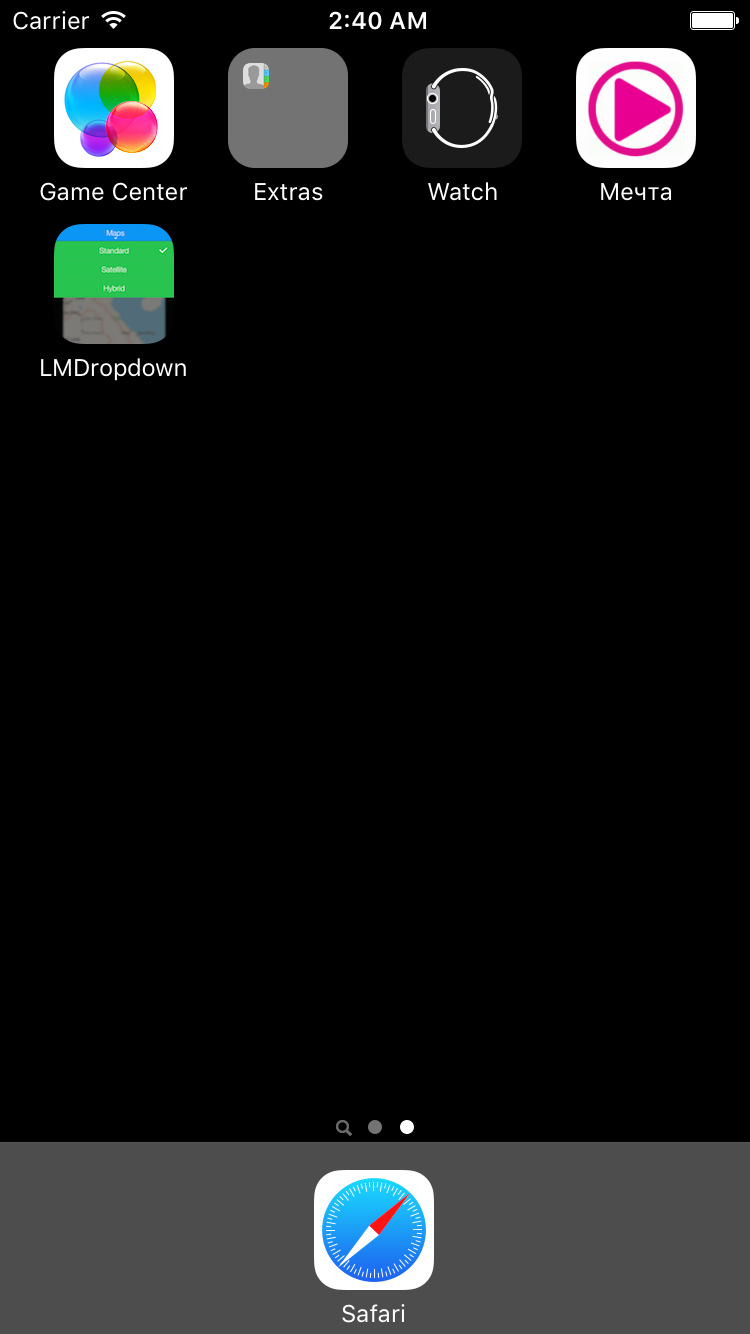 Carrier 2:40 AM
Game Center Extras Watch Мечта
Maps
Standard
Satellite
Hybrid
LMDropdown
Safari